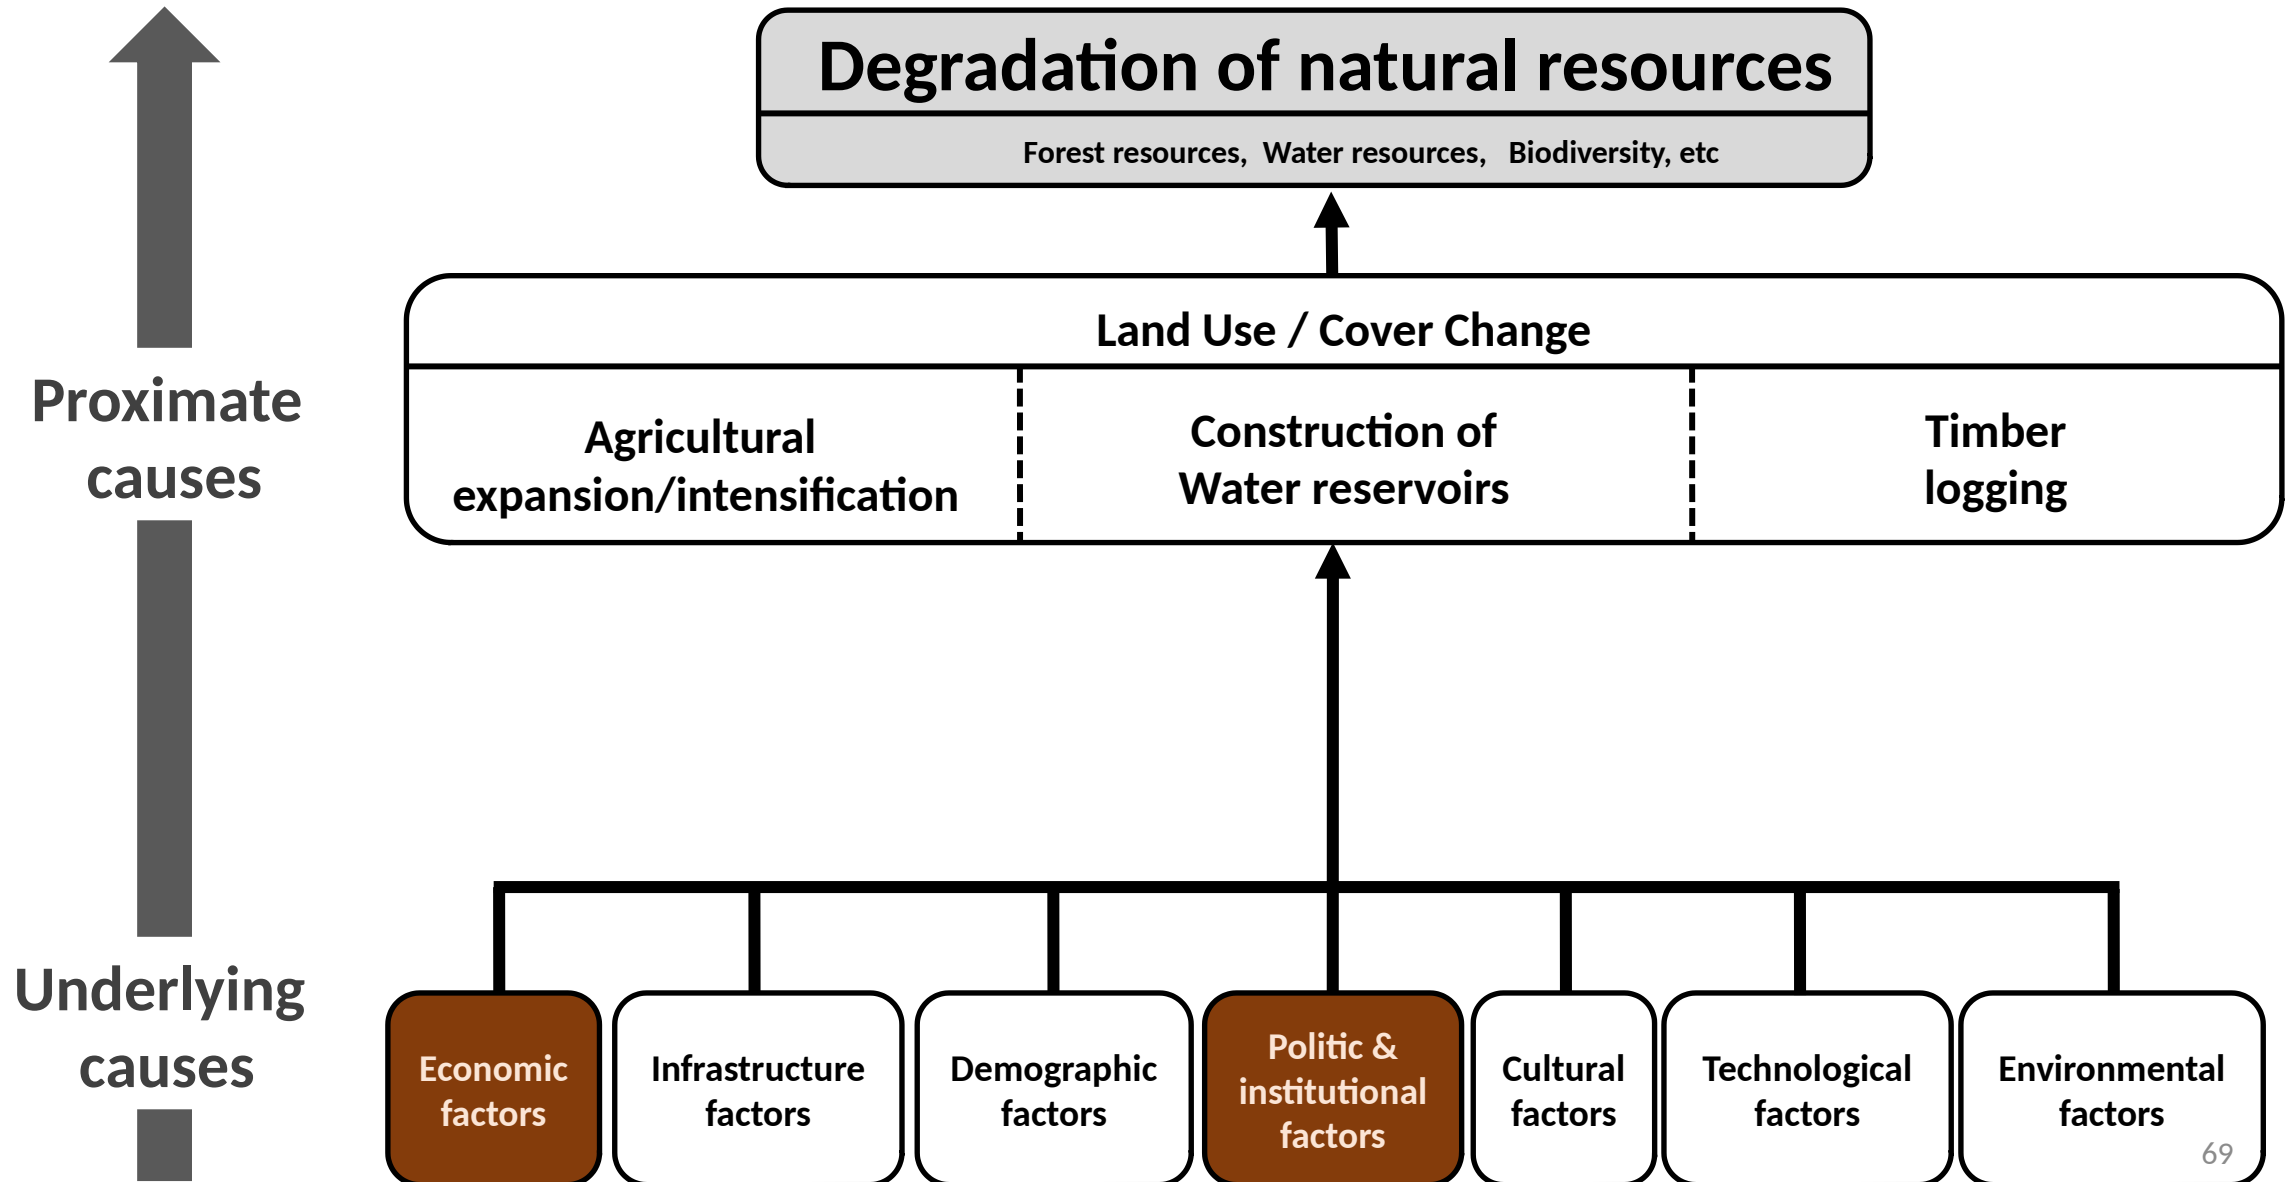 Degradation of natural resources
Forest resources, Water resources, Biodiversity, etc
Land Use / Cover Change
Agricultural
expansion/intensification
Construction of
Water reservoirs
Timber
logging
Proximate
causes
Underlying
causes
Economic
factors
Infrastructure
factors
Demographic
factors
Politic &
institutional
factors
Cultural
factors
Technological
factors
Environmental
factors
69